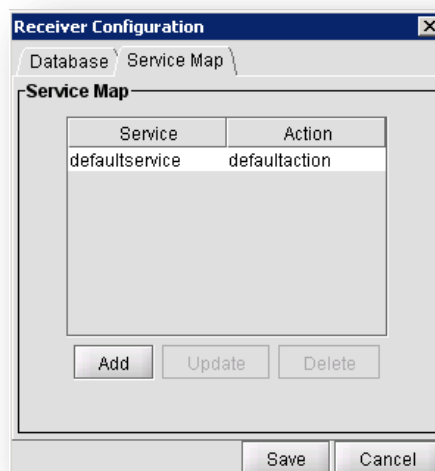 Receiver Configuration
Database Service Map
Service Map
Service Action
defaultservice defaultaction
Add Update Delete
Save Cancel